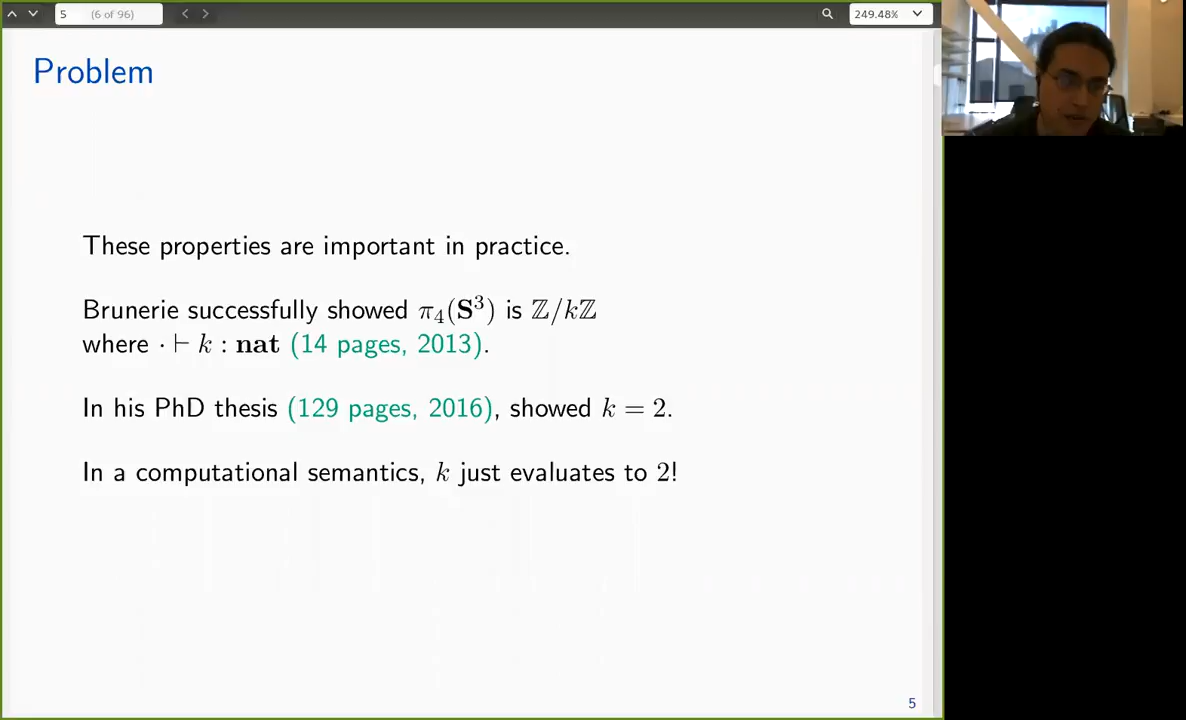 5 (6 of 96) 249.48%
Problem
These properties are important in practice.
Brunerie successfully showed π₄(S³) is ℤ/kℤ
where · ⊢ k : nat (14 pages, 2013).
In his PhD thesis (129 pages, 2016), showed k = 2.
In a computational semantics, k just evaluates to 2!
5